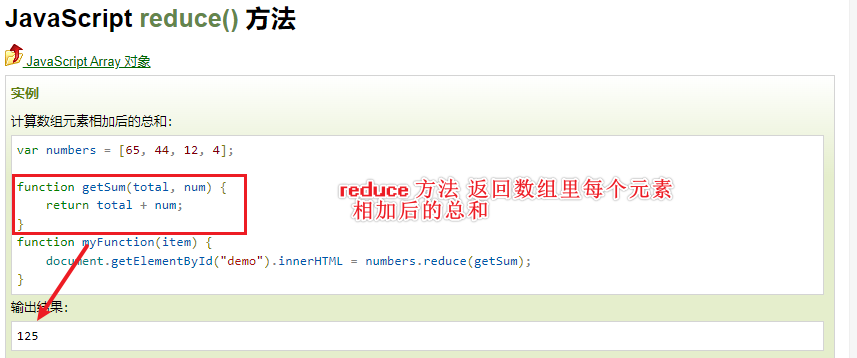 JavaScript reduce() 方法
JavaScript Array 对象
实例
计算数组元素相加后的总和:
var numbers = [65, 44, 12, 4];
function getSum(total, num) {
    return total + num;
}
reduce 方法 返回数组里每个元素
相加后的总和
function myFunction(item) {
    document.getElementById("demo").innerHTML = numbers.reduce(getSum);
}
输出结果:
125